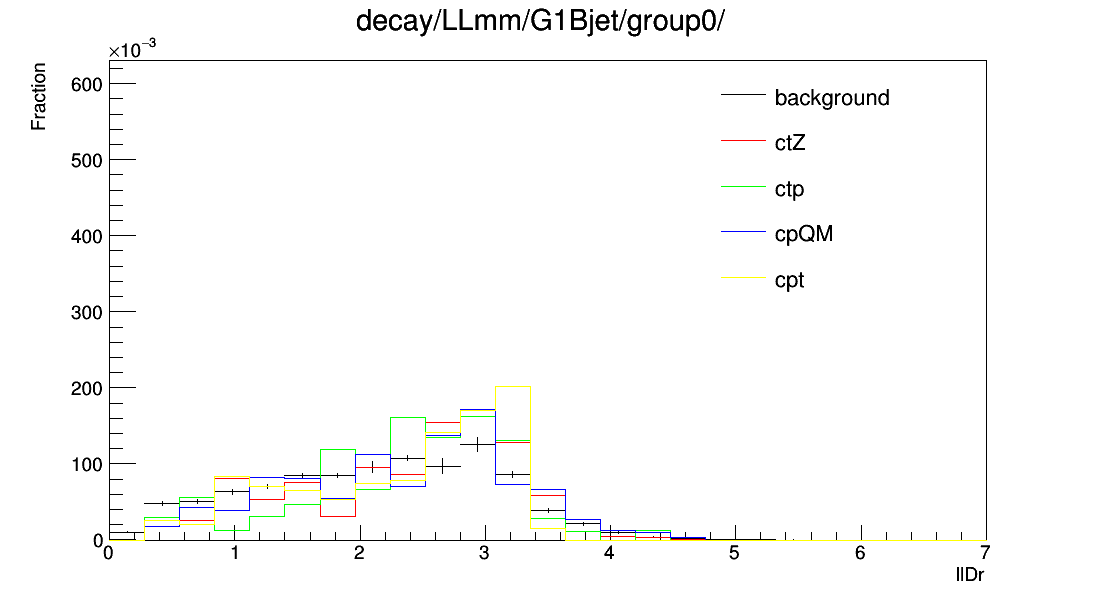 decay/LLmm/G1Bjet/group0/
×10⁻³
Fraction
600
500
400
300
200
100
0
background
ctZ
ctp
cpQM
cpt
0 1 2 3 4 5 6 7
llDr